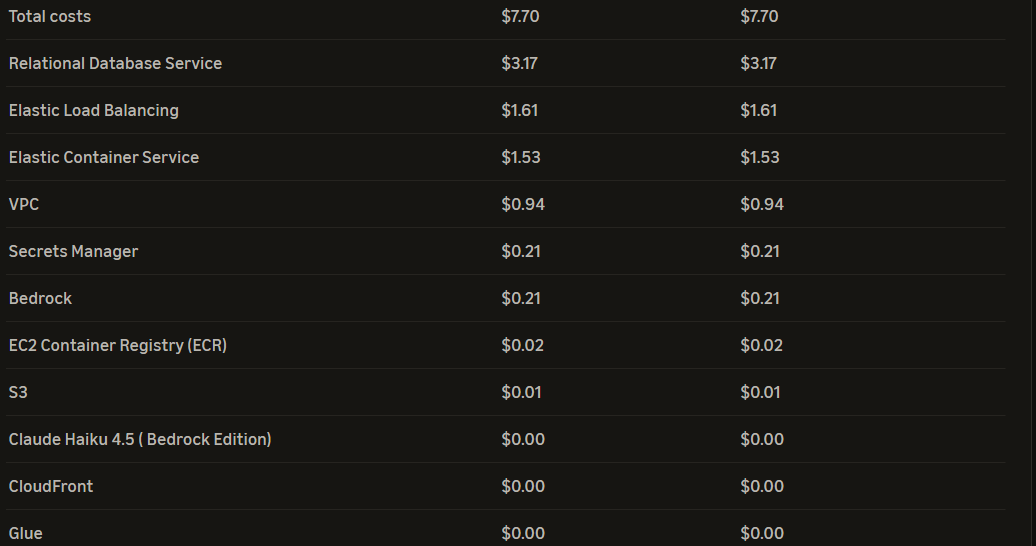 Total costs $7.70 $7.70
Relational Database Service $3.17 $3.17
Elastic Load Balancing $1.61 $1.61
Elastic Container Service $1.53 $1.53
VPC $0.94 $0.94
Secrets Manager $0.21 $0.21
Bedrock $0.21 $0.21
EC2 Container Registry (ECR) $0.02 $0.02
S3 $0.01 $0.01
Claude Haiku 4.5 ( Bedrock Edition) $0.00 $0.00
CloudFront $0.00 $0.00
Glue $0.00 $0.00